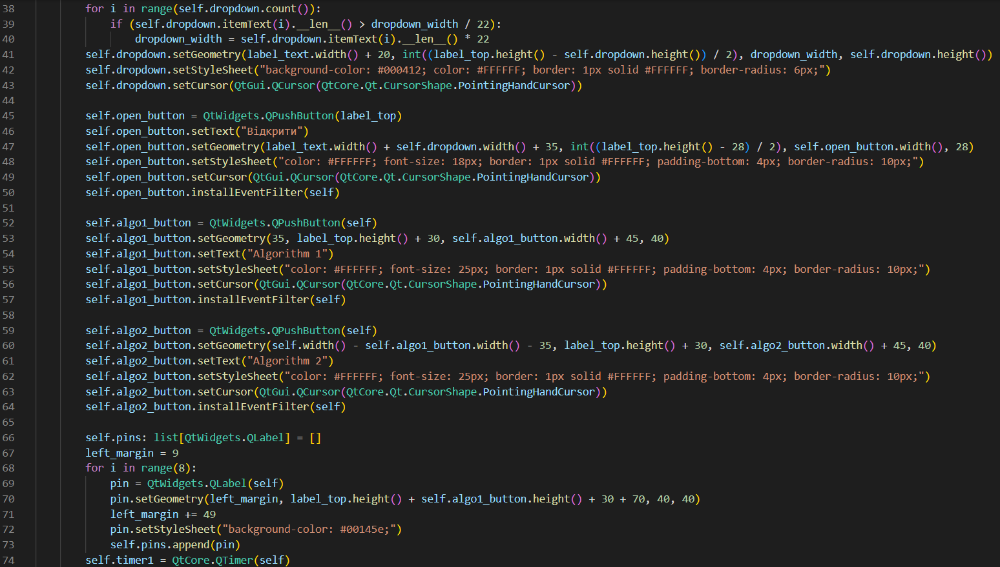 38 for i in range(self.dropdown.count()):
39 if (self.dropdown.itemText(i).__len__() > dropdown_width / 22):
40 dropdown_width = self.dropdown.itemText(i).__len__() * 22
41 self.dropdown.setGeometry(label_text.width() + 20, int((label_top.height() - self.dropdown.height()) / 2), dropdown_width, self.dropdown.height())
42 self.dropdown.setStyleSheet("background-color: #000412; color: #FFFFFF; border: 1px solid #FFFFFF; border-radius: 6px;")
43 self.dropdown.setCursor(QtGui.QCursor(QtCore.Qt.CursorShape.PointingHandCursor))
44
45 self.open_button = QtWidgets.QPushButton(label_top)
46 self.open_button.setText("Відкрити")
47 self.open_button.setGeometry(label_text.width() + self.dropdown.width() + 35, int((label_top.height() - 28) / 2), self.open_button.width(), 28)
48 self.open_button.setStyleSheet("color: #FFFFFF; font-size: 18px; border: 1px solid #FFFFFF; padding-bottom: 4px; border-radius: 10px;")
49 self.open_button.setCursor(QtGui.QCursor(QtCore.Qt.CursorShape.PointingHandCursor))
50 self.open_button.installEventFilter(self)
51
52 self.algo1_button = QtWidgets.QPushButton(self)
53 self.algo1_button.setGeometry(35, label_top.height() + 30, self.algo1_button.width() + 45, 40)
54 self.algo1_button.setText("Algorithm 1")
55 self.algo1_button.setStyleSheet("color: #FFFFFF; font-size: 25px; border: 1px solid #FFFFFF; padding-bottom: 4px; border-radius: 10px;")
56 self.algo1_button.setCursor(QtGui.QCursor(QtCore.Qt.CursorShape.PointingHandCursor))
57 self.algo1_button.installEventFilter(self)
58
59 self.algo2_button = QtWidgets.QPushButton(self)
60 self.algo2_button.setGeometry(self.width() - self.algo1_button.width() - 35, label_top.height() + 30, self.algo2_button.width() + 45, 40)
61 self.algo2_button.setText("Algorithm 2")
62 self.algo2_button.setStyleSheet("color: #FFFFFF; font-size: 25px; border: 1px solid #FFFFFF; padding-bottom: 4px; border-radius: 10px;")
63 self.algo2_button.setCursor(QtGui.QCursor(QtCore.Qt.CursorShape.PointingHandCursor))
64 self.algo2_button.installEventFilter(self)
65
66 self.pins: list[QtWidgets.QLabel] = []
67 left_margin = 9
68 for i in range(8):
69 pin = QtWidgets.QLabel(self)
70 pin.setGeometry(left_margin, label_top.height() + self.algo1_button.height() + 30 + 70, 40, 40)
71 left_margin += 49
72 pin.setStyleSheet("background-color: #00145e;")
73 self.pins.append(pin)
74 self.timer1 = QtCore.QTimer(self)